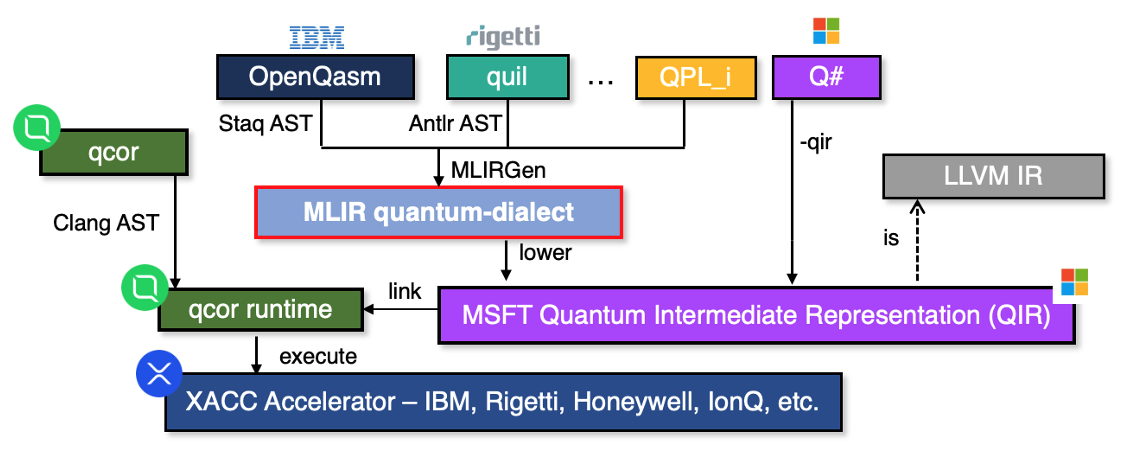 IBM
rigetti
OpenQasm
quil
...
QPL_i
Q#
Staq AST
Antlr AST
-qir
qcor
MLIRGen
LLVM IR
MLIR quantum-dialect
Clang AST
lower
is
link
qcor runtime
MSFT Quantum Intermediate Representation (QIR)
execute
XACC Accelerator – IBM, Rigetti, Honeywell, IonQ, etc.